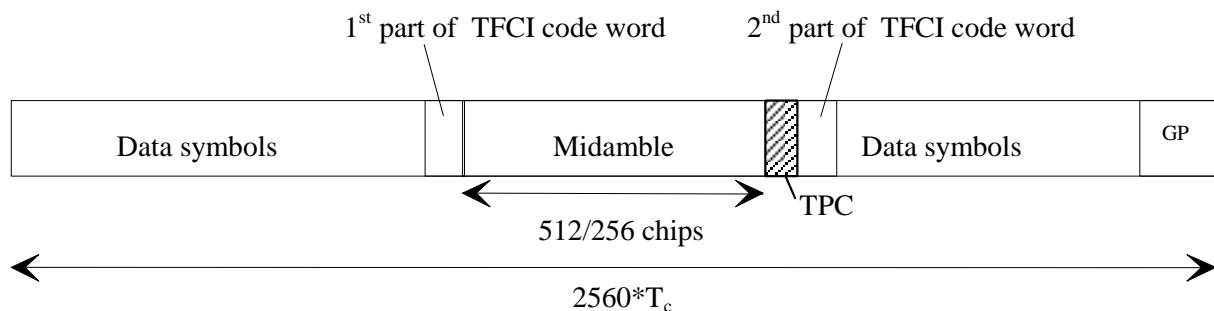 1st part of TFCI code word
2nd part of TFCI code word
Data symbols
Midamble
Data symbols
GP
TPC
512/256 chips
2560*Tc